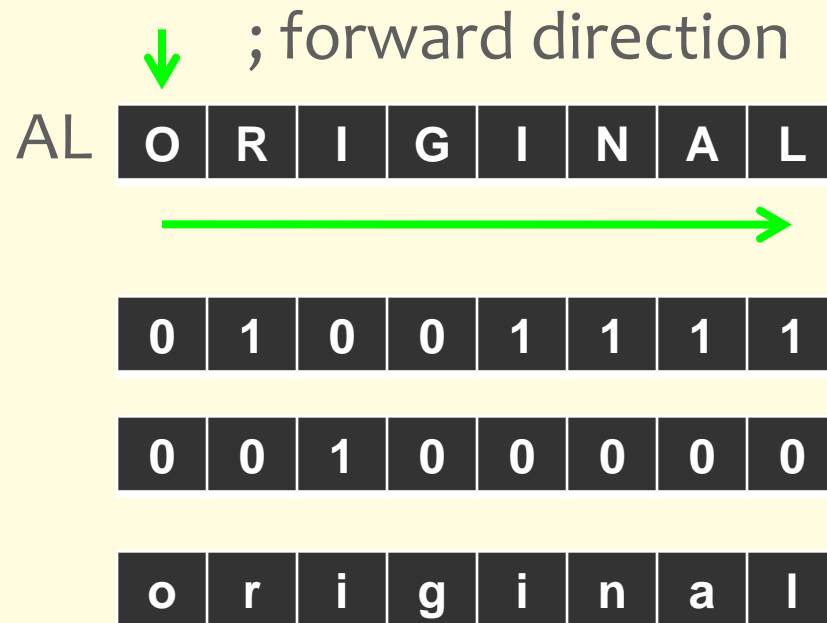 ; forward direction
AL O R I G I N A L
0 1 0 0 1 1 1 1
0 0 1 0 0 0 0 0
o r i g i n a l